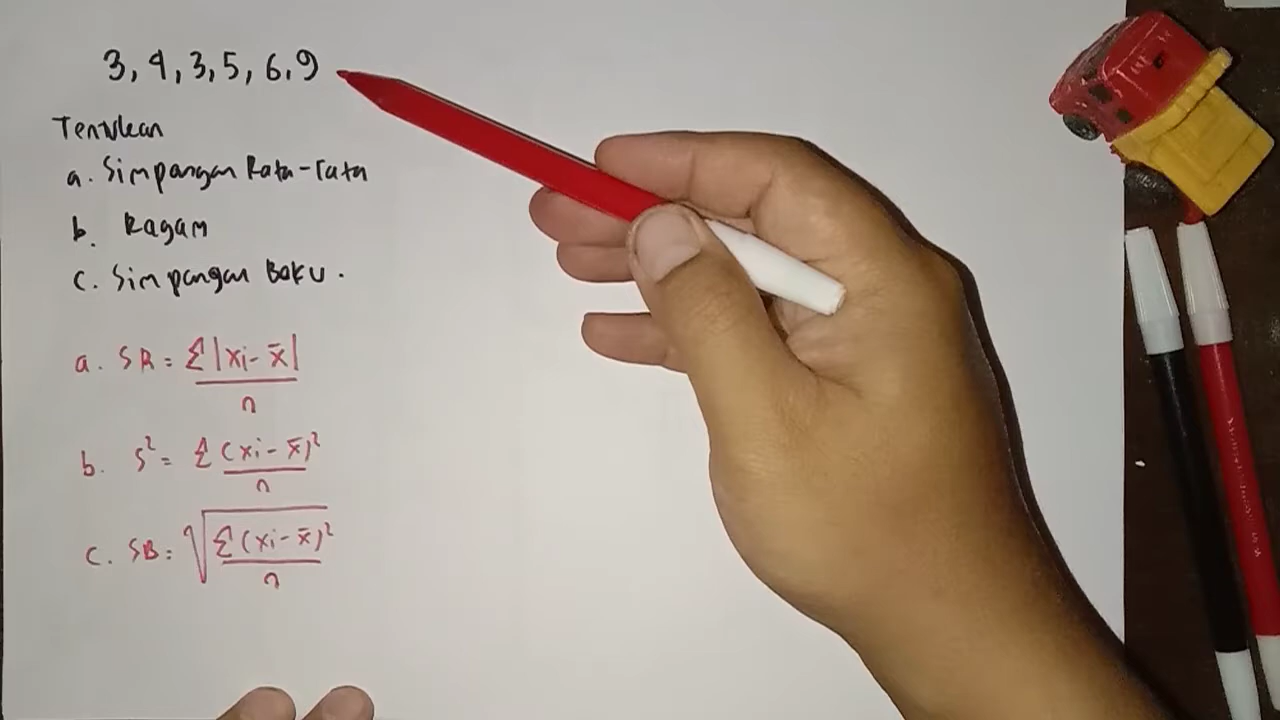 3, 4, 3, 5, 6, 9
Tentukan
a. Simpangan Rata-rata
b. Ragam
c. Simpangan Baku.
a. SR = Σ|xi - x̄| / n
b. S² = Σ (xi - x̄)² / n
c. SB = √(Σ (xi - x̄)² / n)